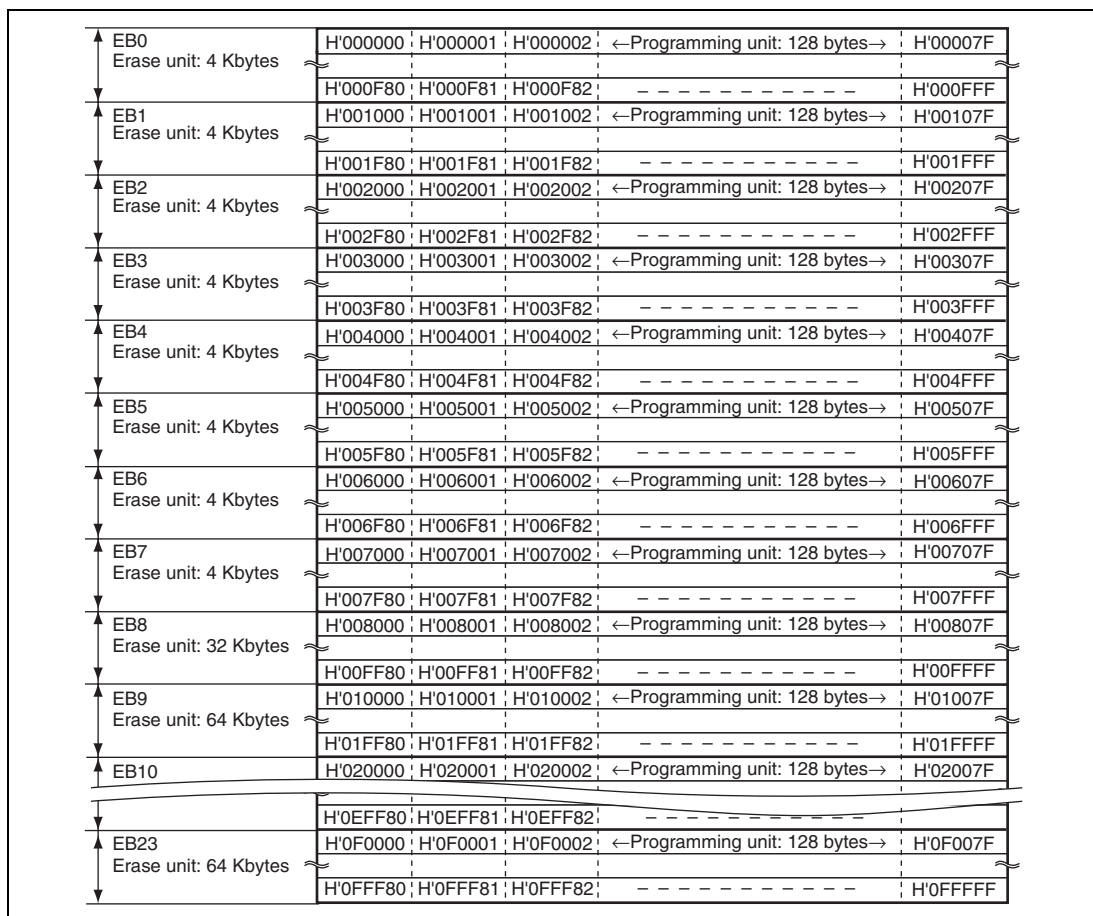 EB0
Erase unit: 4 Kbytes
H'000000 H'000001 H'000002 ←Programming unit: 128 bytes→ H'00007F
H'000F80 H'000F81 H'000F82 – – – – – – – – – – – H'000FFF
EB1
Erase unit: 4 Kbytes
H'001000 H'001001 H'001002 ←Programming unit: 128 bytes→ H'00107F
H'001F80 H'001F81 H'001F82 – – – – – – – – – – – H'001FFF
EB2
Erase unit: 4 Kbytes
H'002000 H'002001 H'002002 ←Programming unit: 128 bytes→ H'00207F
H'002F80 H'002F81 H'002F82 – – – – – – – – – – – H'002FFF
EB3
Erase unit: 4 Kbytes
H'003000 H'003001 H'003002 ←Programming unit: 128 bytes→ H'00307F
H'003F80 H'003F81 H'003F82 – – – – – – – – – – – H'003FFF
EB4
Erase unit: 4 Kbytes
H'004000 H'004001 H'004002 ←Programming unit: 128 bytes→ H'00407F
H'004F80 H'004F81 H'004F82 – – – – – – – – – – – H'004FFF
EB5
Erase unit: 4 Kbytes
H'005000 H'005001 H'005002 ←Programming unit: 128 bytes→ H'00507F
H'005F80 H'005F81 H'005F82 – – – – – – – – – – – H'005FFF
EB6
Erase unit: 4 Kbytes
H'006000 H'006001 H'006002 ←Programming unit: 128 bytes→ H'00607F
H'006F80 H'006F81 H'006F82 – – – – – – – – – – – H'006FFF
EB7
Erase unit: 4 Kbytes
H'007000 H'007001 H'007002 ←Programming unit: 128 bytes→ H'00707F
H'007F80 H'007F81 H'007F82 – – – – – – – – – – – H'007FFF
EB8
Erase unit: 32 Kbytes
H'008000 H'008001 H'008002 ←Programming unit: 128 bytes→ H'00807F
H'00FF80 H'00FF81 H'00FF82 – – – – – – – – – – – H'00FFFF
EB9
Erase unit: 64 Kbytes
H'010000 H'010001 H'010002 ←Programming unit: 128 bytes→ H'01007F
H'01FF80 H'01FF81 H'01FF82 – – – – – – – – – – – H'01FFFF
EB10
H'020000 H'020001 H'020002 ←Programming unit: 128 bytes→ H'02007F
H'0EFF80 H'0EFF81 H'0EFF82 – – – – – – – – – – –
EB23
Erase unit: 64 Kbytes
H'0F0000 H'0F0001 H'0F0002 ←Programming unit: 128 bytes→ H'0F007F
H'0FFF80 H'0FFF81 H'0FFF82 – – – – – – – – – – – H'0FFFFF